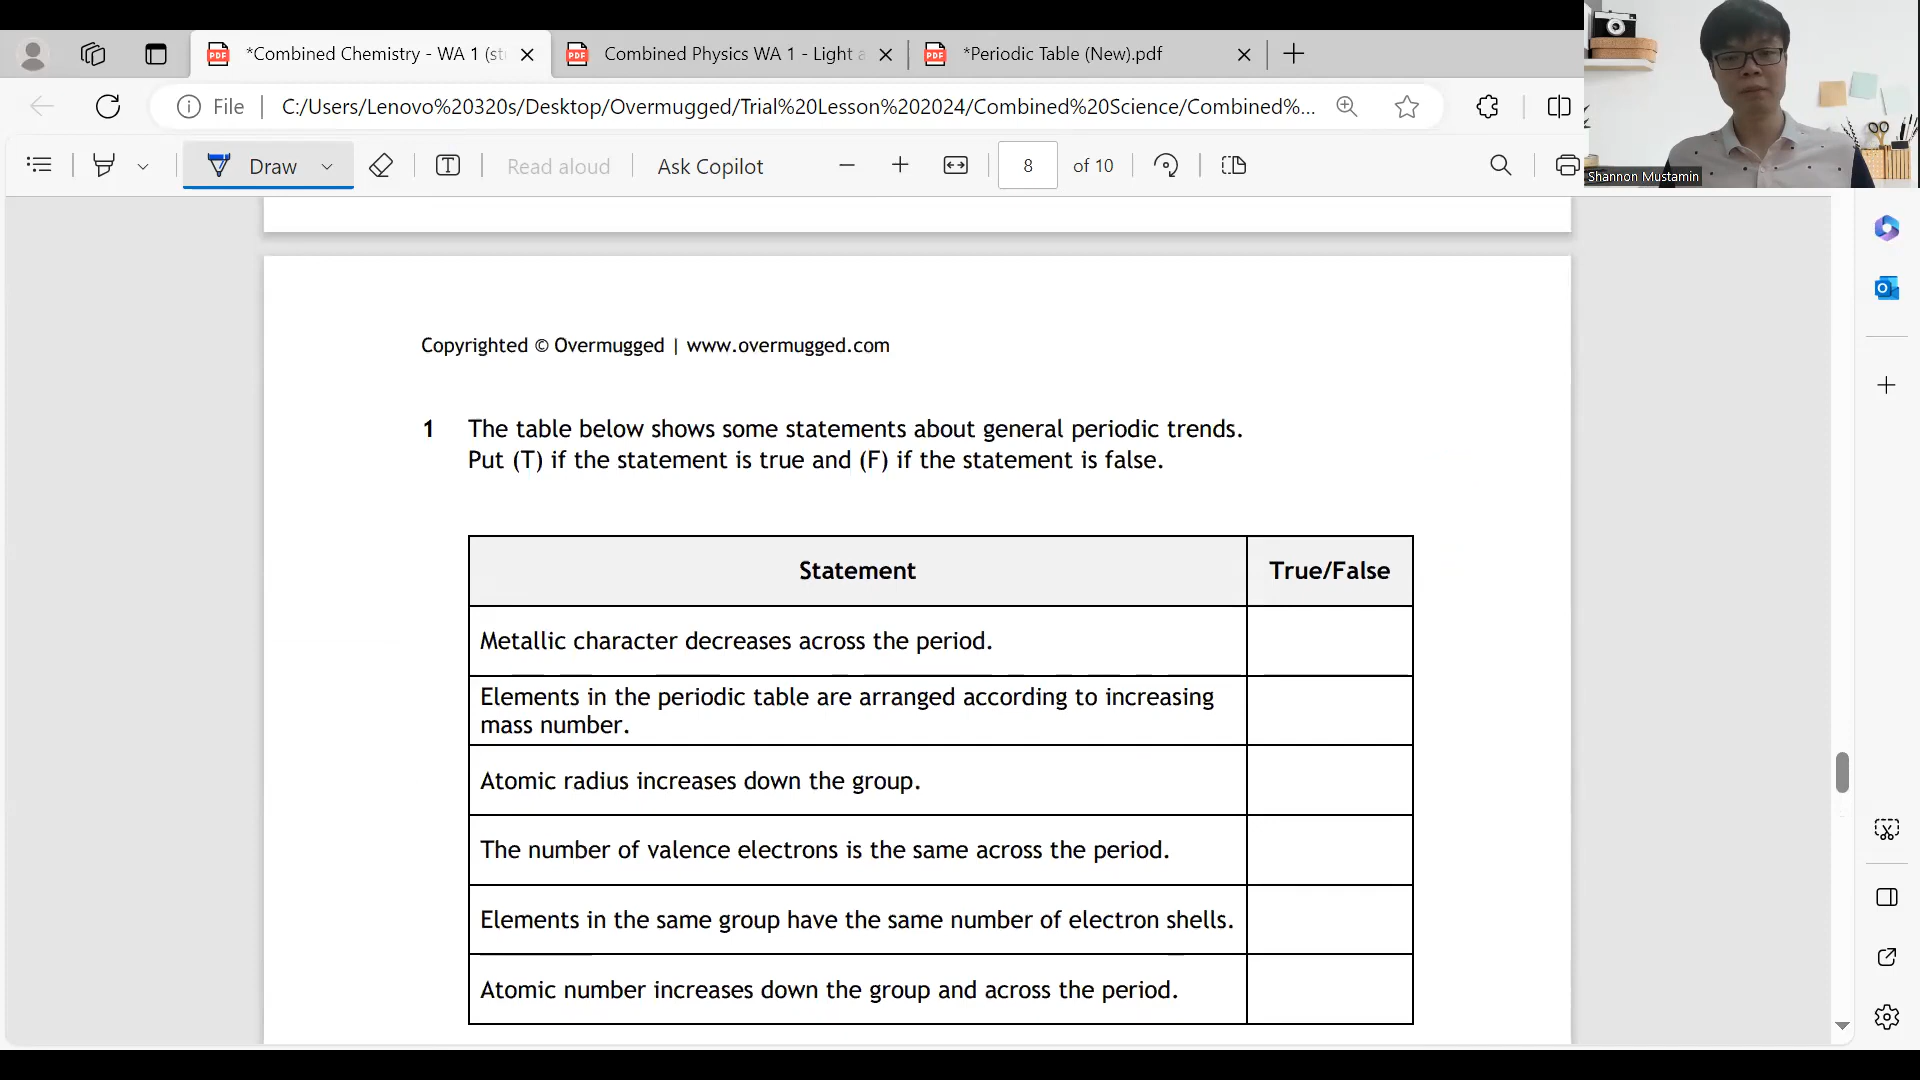 *Combined Chemistry - WA 1 (st
Combined Physics WA 1 - Light a
*Periodic Table (New).pdf
File
C:/Users/Lenovo%20320s/Desktop/Overmugged/Trial%20Lesson%202024/Combined%20Science/Combined%...
Draw
Read aloud
Ask Copilot
8
of 10
Shannon Mustamin
Copyrighted © Overmugged | www.overmugged.com
1 The table below shows some statements about general periodic trends.
Put (T) if the statement is true and (F) if the statement is false.
Statement
True/False
Metallic character decreases across the period.
Elements in the periodic table are arranged according to increasing
mass number.
Atomic radius increases down the group.
The number of valence electrons is the same across the period.
Elements in the same group have the same number of electron shells.
Atomic number increases down the group and across the period.